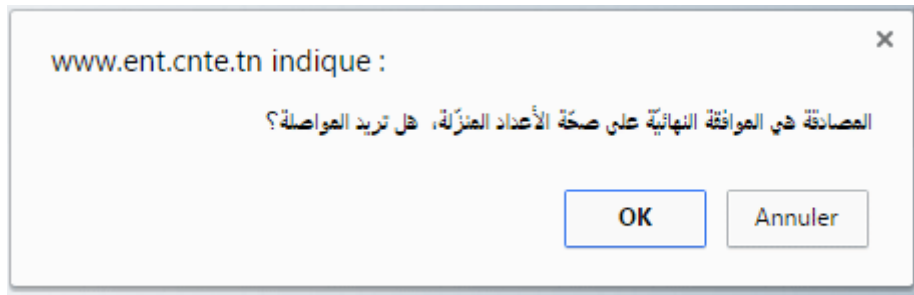 www.ent.cnte.tn indique :
المصادقة هي الموافقة النهائيّة على صحّة الأعداد المنزّلة، هل تريد المواصلة؟
OK
Annuler